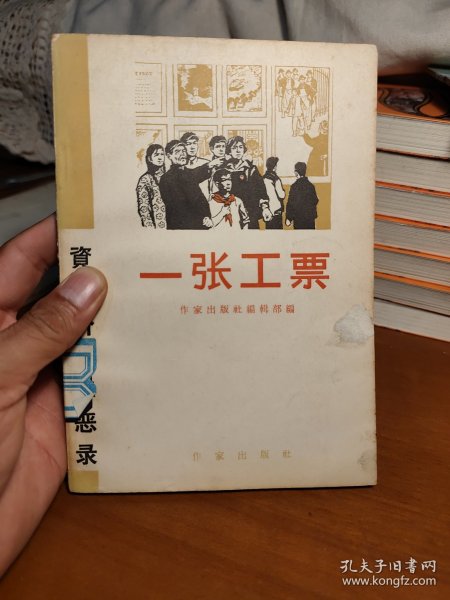 一张工票
作家出版社編輯部編
作家出版社
資
恶录
孔夫子旧书网
www.kongfz.com